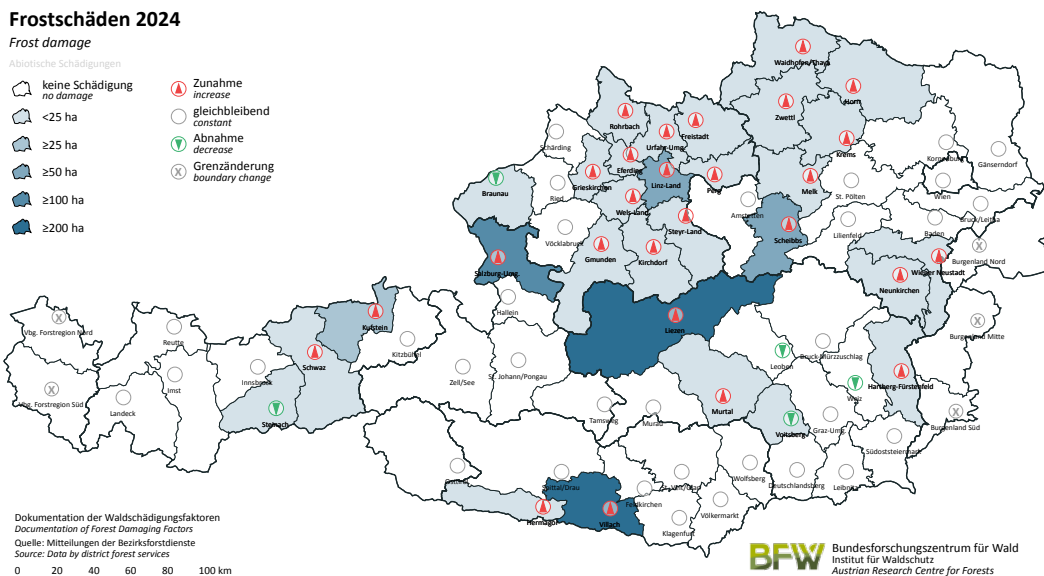 Frostschäden 2024
Frost damage
Abiotische Schädigungen
keine Schädigung
no damage
<25 ha
≥25 ha
≥50 ha
≥100 ha
≥200 ha
Zunahme
increase
gleichbleibend
constant
Abnahme
decrease
X
Grenzänderung
boundary change
Waidhofen/Thaya
Horn
Zwettl
Rohrbach
Urfahr-Umg.
Freistadt
Schärding
Krems
Korneuburg
Gänserndorf
Eferding
Grieskirchen
Linz-Land
Perg
Melk
Braunau
Ried
Wels-Land
Amstetten
St. Pölten
Wien
Bruck/Leitha
Steyr-Land
Scheibbs
Lilienfeld
Baden
Vöcklabruck
X
Burgenland Nord
Gmunden
Kirchdorf
Salzburg-Umg.
Wiener Neustadt
Neunkirchen
Hallein
X
Vbg. Forstregion Nord
Reutte
Kufstein
Liezen
X
Burgenland Mitte
Kitzbühel
Bruck-Mürzzuschlag
Leoben
Schwaz
Innsbruck
Zell/See
St. Johann/Pongau
Hartberg-Fürstenfeld
X
Vbg. Forstregion Süd
Imst
Landeck
Weiz
Murtal
Steinach
Tamsweg
Murau
Voitsberg
Graz-Umg.
X
Burgenland Süd
Südoststeiermark
Osttirol
Spittal/Drau
St. Veit/Glan
Wolfsberg
Deutschlandsberg
Leibnitz
Feldkirchen
Hermagor
Villach
Völkermarkt
Klagenfurt
Dokumentation der Waldschädigungsfaktoren
Documentation of Forest Damaging Factors
Quelle: Mitteilungen der Bezirksforstdienste
Source: Data by district forest services
0 20 40 60 80 100 km
BFW
Bundesforschungszentrum für Wald
Institut für Waldschutz
Austrian Research Centre for Forests